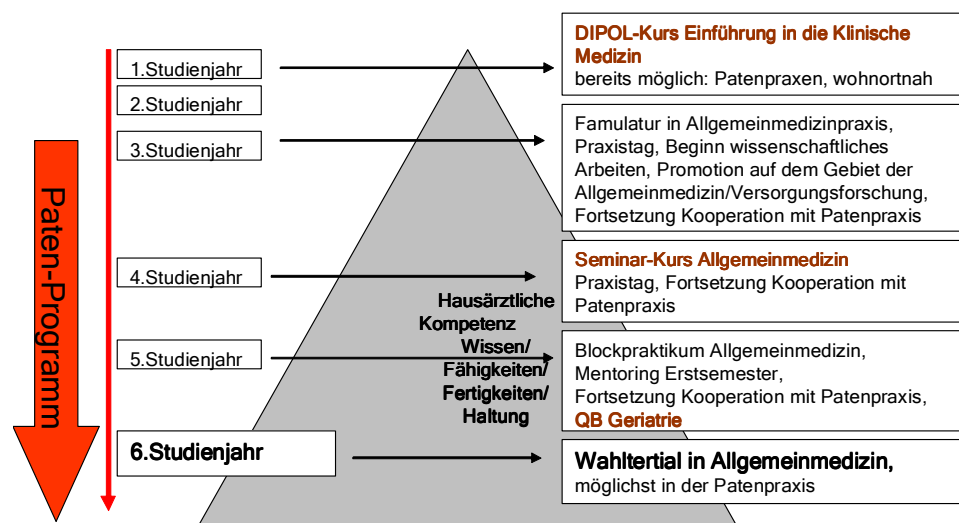 Paten-Programm
1.Studienjahr
DIPOL-Kurs Einführung in die Klinische
Medizin
bereits möglich: Patenpraxen, wohnortnah
2.Studienjahr
3.Studienjahr
Famulatur in Allgemeinmedizinpraxis,
Praxistag, Beginn wissenschaftliches
Arbeiten, Promotion auf dem Gebiet der
Allgemeinmedizin/Versorgungsforschung,
Fortsetzung Kooperation mit Patenpraxis
4.Studienjahr
Seminar-Kurs Allgemeinmedizin
Praxistag, Fortsetzung Kooperation mit
Patenpraxis
Hausärztliche
Kompetenz
Wissen/
Fähigkeiten/
Fertigkeiten/
Haltung
5.Studienjahr
Blockpraktikum Allgemeinmedizin,
Mentoring Erstsemester,
Fortsetzung Kooperation mit Patenpraxis,
QB Geriatrie
6.Studienjahr
Wahltertial in Allgemeinmedizin,
möglichst in der Patenpraxis